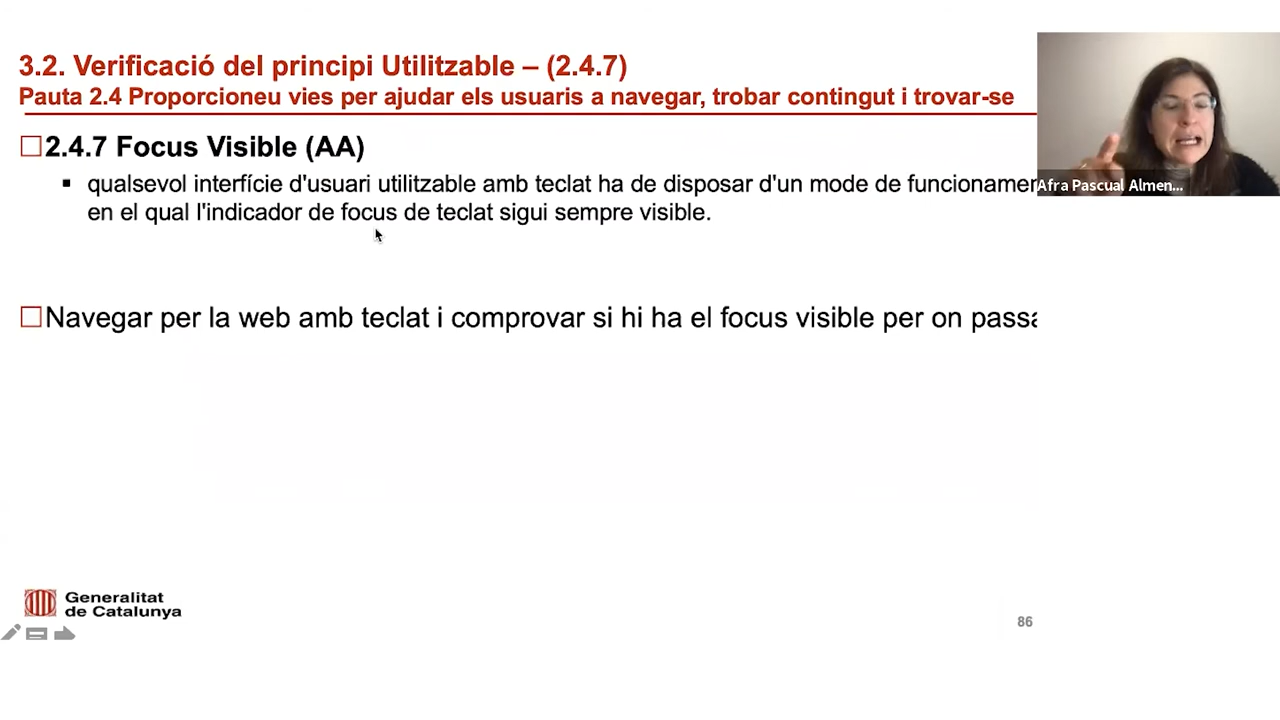 3.2. Verificació del principi Utilitzable – (2.4.7)
Pauta 2.4 Proporcioneu vies per ajudar els usuaris a navegar, trobar contingut i trovar-se
2.4.7 Focus Visible (AA)
qualsevol interfície d'usuari utilitzable amb teclat ha de disposar d'un mode de
en el qual l'indicador de focus de teclat sigui sempre visible.
Navegar per la web amb teclat i comprovar si hi ha el focus visible per on
Afra Pascual Almen...
Generalitat
de Catalunya
86